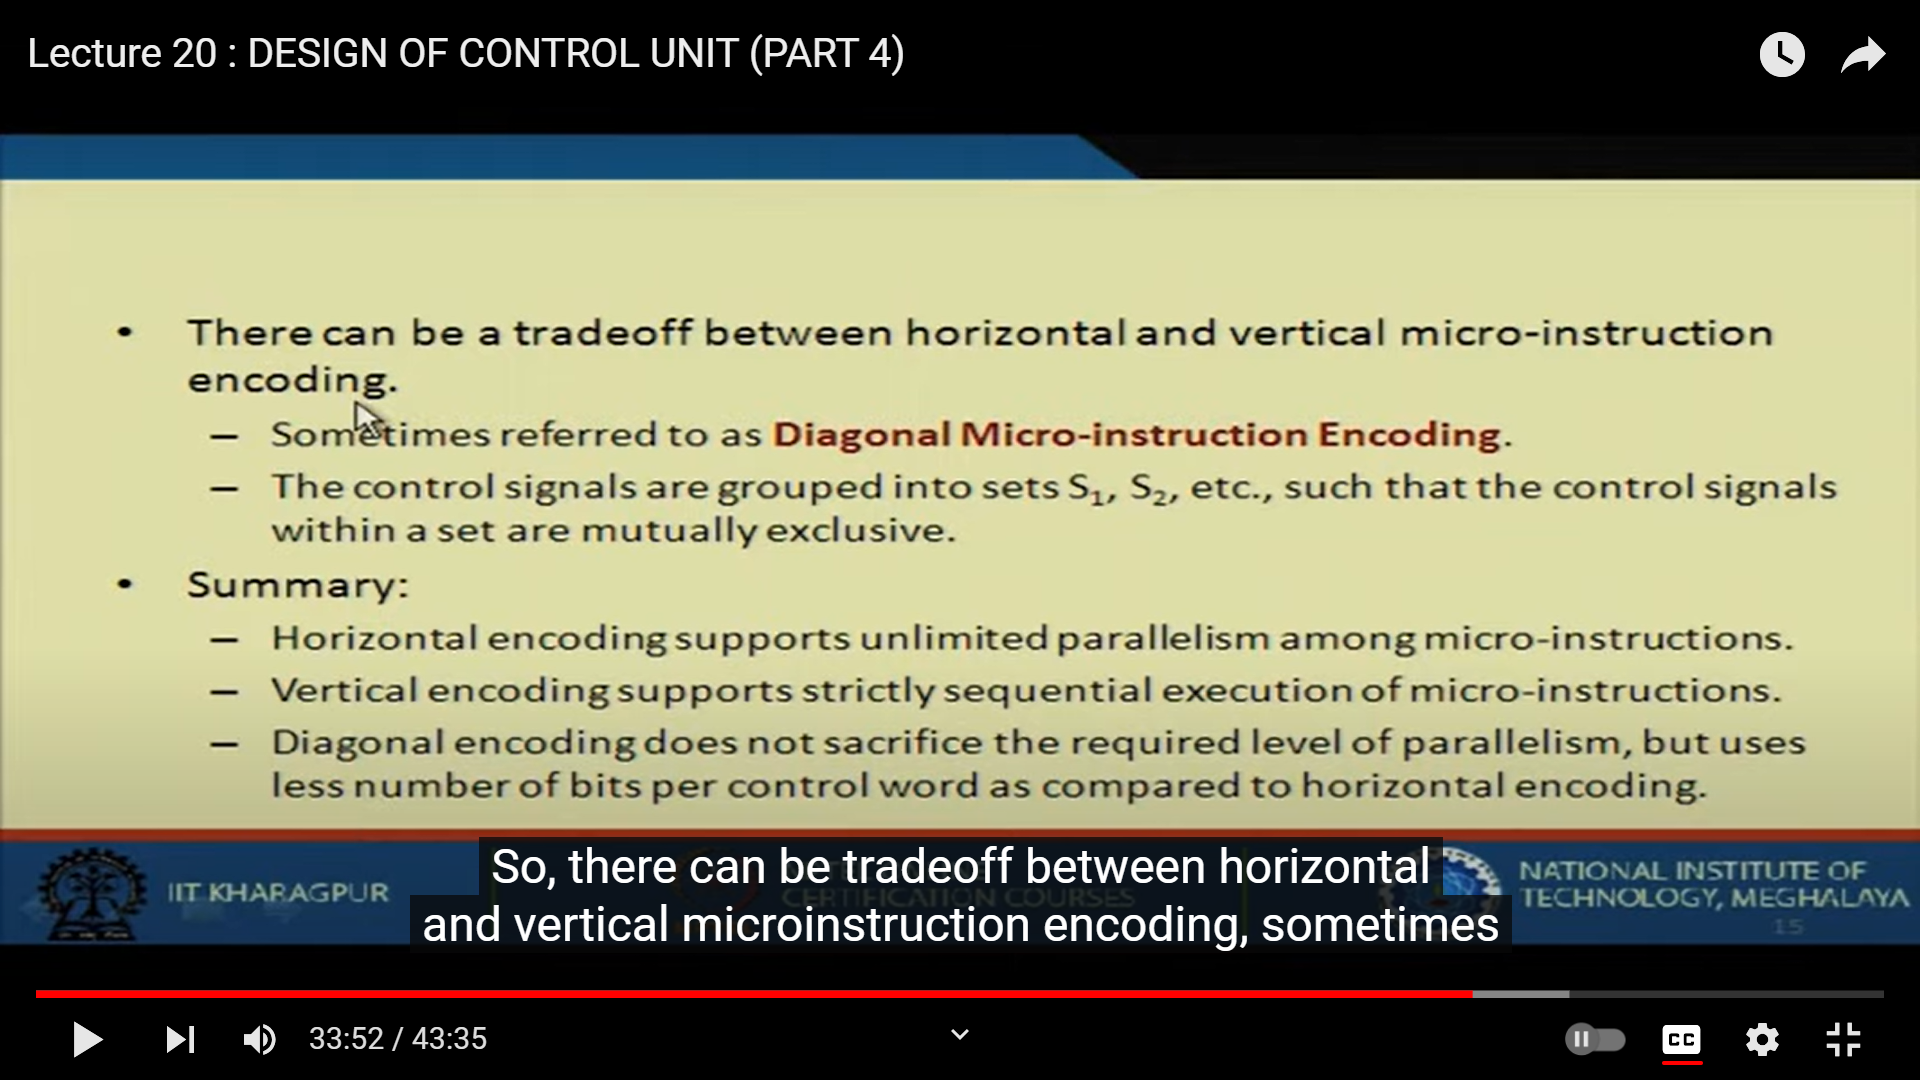 Lecture 20 : DESIGN OF CONTROL UNIT (PART 4)
• There can be a tradeoff between horizontal and vertical micro-instruction
encoding.
– Sometimes referred to as Diagonal Micro-instruction Encoding.
– The control signals are grouped into sets S₁, S₂, etc., such that the control signals
within a set are mutually exclusive.
• Summary:
– Horizontal encoding supports unlimited parallelism among micro-instructions.
– Vertical encoding supports strictly sequential execution of micro-instructions.
– Diagonal encoding does not sacrifice the required level of parallelism, but uses
less number of bits per control word as compared to horizontal encoding.
So, there can be tradeoff between horizontal
and vertical microinstruction encoding, sometimes
IIT KHARAGPUR
CERTIFICATION COURSES
NATIONAL INSTITUTE OF
TECHNOLOGY, MEGHALAYA
15
33:52 / 43:35
CC